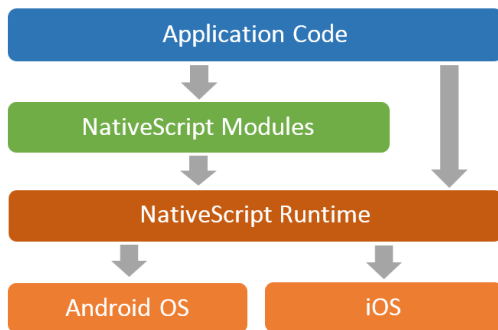 Application Code
NativeScript Modules
NativeScript Runtime
Android OS
iOS